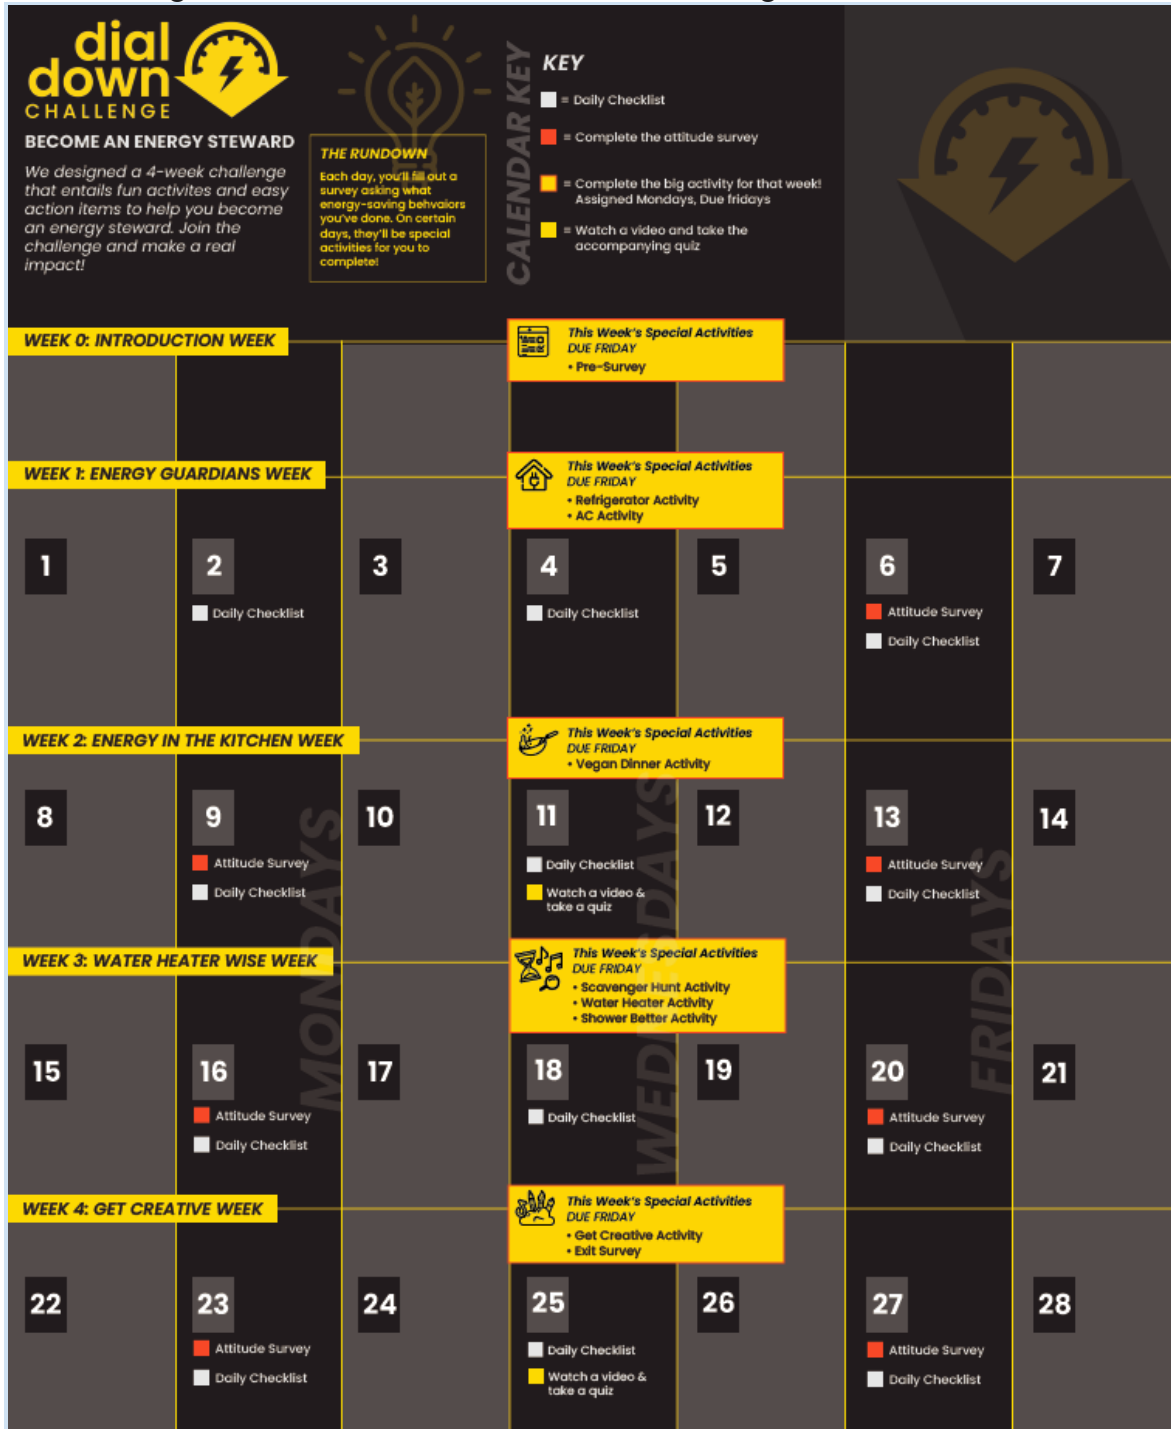 dial
down
CHALLENGE
BECOME AN ENERGY STEWARD
We designed a 4-week challenge
that entails fun activites and easy
action items to help you become
an energy steward. Join the
challenge and make a real
impact!
THE RUNDOWN
Each day, you'll fill out a
survey asking what
energy-saving behvaiors
you've done. On certain
days, they'll be special
activities for you to
complete!
CALENDAR KEY
KEY
= Daily Checklist
= Complete the attitude survey
= Complete the big activity for that week!
Assigned Mondays, Due fridays
= Watch a video and take the
accompanying quiz
WEEK 0: INTRODUCTION WEEK
This Week's Special Activities
DUE FRIDAY
• Pre-Survey
WEEK 1: ENERGY GUARDIANS WEEK
This Week's Special Activities
DUE FRIDAY
• Refrigerator Activity
• AC Activity
1
2
Daily Checklist
3
4
Daily Checklist
5
6
Attitude Survey
Daily Checklist
7
WEEK 2: ENERGY IN THE KITCHEN WEEK
This Week's Special Activities
DUE FRIDAY
• Vegan Dinner Activity
8
9
Attitude Survey
Daily Checklist
10
11
Daily Checklist
Watch a video &
take a quiz
12
13
Attitude Survey
Daily Checklist
14
MONDAYS
WEDNESDAYS
FRIDAYS
WEEK 3: WATER HEATER WISE WEEK
This Week's Special Activities
DUE FRIDAY
• Scavenger Hunt Activity
• Water Heater Activity
• Shower Better Activity
15
16
Attitude Survey
Daily Checklist
17
18
Daily Checklist
19
20
Attitude Survey
Daily Checklist
21
WEEK 4: GET CREATIVE WEEK
This Week's Special Activities
DUE FRIDAY
• Get Creative Activity
• Exit Survey
22
23
Attitude Survey
Daily Checklist
24
25
Daily Checklist
Watch a video &
take a quiz
26
27
Attitude Survey
Daily Checklist
28